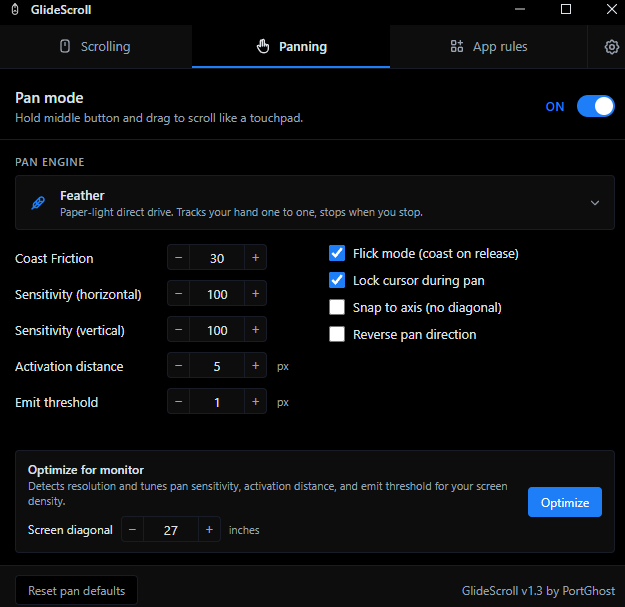 GlideScroll
Scrolling
Panning
App rules
Pan mode
Hold middle button and drag to scroll like a touchpad.
ON
PAN ENGINE
Feather
Paper-light direct drive. Tracks your hand one to one, stops when you stop.
Coast Friction
− 30 +
Sensitivity (horizontal)
− 100 +
Sensitivity (vertical)
− 100 +
Activation distance
− 5 + px
Emit threshold
− 1 + px
Flick mode (coast on release)
Lock cursor during pan
Snap to axis (no diagonal)
Reverse pan direction
Optimize for monitor
Detects resolution and tunes pan sensitivity, activation distance, and emit threshold for your screen
density.
Screen diagonal − 27 + inches
Optimize
Reset pan defaults
GlideScroll v1.3 by PortGhost